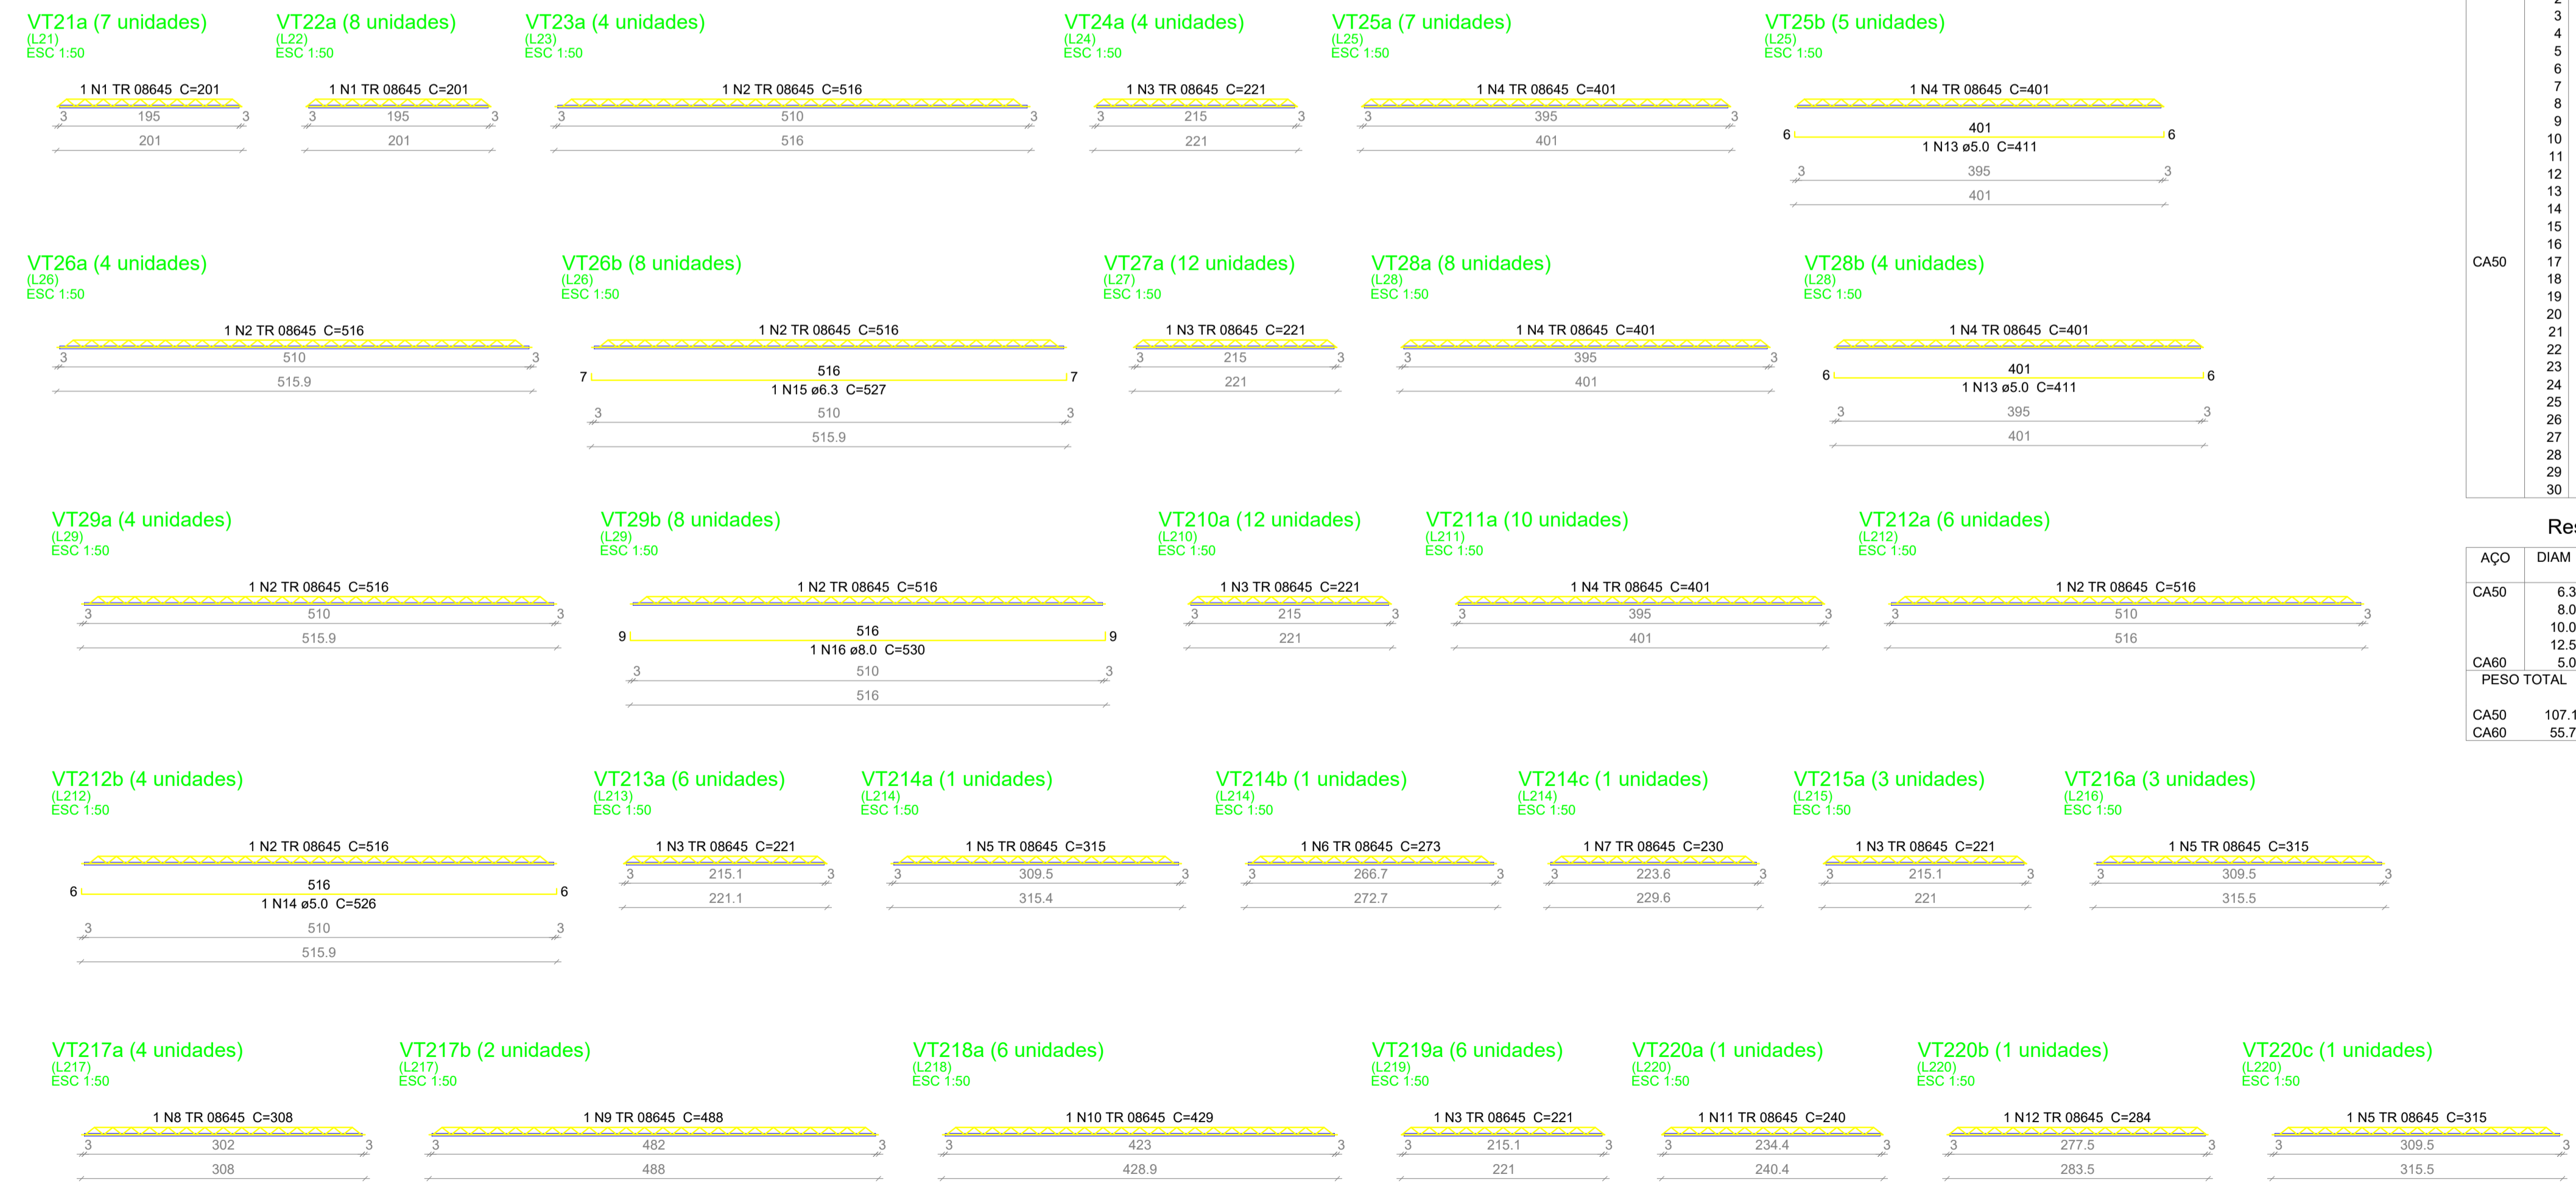 VT21a (7 unidades)
(L21)
ESC 1:50
1 N1 TR 08645 C=201
3 195 3
201
VT22a (8 unidades)
(L22)
ESC 1:50
1 N1 TR 08645 C=201
3 195 3
201
VT23a (4 unidades)
(L23)
ESC 1:50
1 N2 TR 08645 C=516
3 510 3
516
VT24a (4 unidades)
(L24)
ESC 1:50
1 N3 TR 08645 C=221
3 215 3
221
VT25a (7 unidades)
(L25)
ESC 1:50
1 N4 TR 08645 C=401
3 395 3
401
VT25b (5 unidades)
(L25)
ESC 1:50
1 N4 TR 08645 C=401
6 401 6
1 N13 ø5.0 C=411
3 395 3
401
VT26a (4 unidades)
(L26)
ESC 1:50
1 N2 TR 08645 C=516
3 510 3
515.9
VT26b (8 unidades)
(L26)
ESC 1:50
1 N2 TR 08645 C=516
7 516 7
1 N15 ø6.3 C=527
3 510 3
515.9
VT27a (12 unidades)
(L27)
ESC 1:50
1 N3 TR 08645 C=221
3 215 3
221
VT28a (8 unidades)
(L28)
ESC 1:50
1 N4 TR 08645 C=401
3 395 3
401
VT28b (4 unidades)
(L28)
ESC 1:50
1 N4 TR 08645 C=401
6 401 6
1 N13 ø5.0 C=411
3 395 3
401
VT29a (4 unidades)
(L29)
ESC 1:50
1 N2 TR 08645 C=516
3 510 3
515.9
VT29b (8 unidades)
(L29)
ESC 1:50
1 N2 TR 08645 C=516
9 516 9
1 N16 ø8.0 C=530
3 510 3
516
VT210a (12 unidades)
(L210)
ESC 1:50
1 N3 TR 08645 C=221
3 215 3
221
VT211a (10 unidades)
(L211)
ESC 1:50
1 N4 TR 08645 C=401
3 395 3
401
VT212a (6 unidades)
(L212)
ESC 1:50
1 N2 TR 08645 C=516
3 510 3
516
VT212b (4 unidades)
(L212)
ESC 1:50
1 N2 TR 08645 C=516
6 516 6
1 N14 ø5.0 C=526
3 510 3
515.9
VT213a (6 unidades)
(L213)
ESC 1:50
1 N3 TR 08645 C=221
3 215.1 3
221.1
VT214a (1 unidades)
(L214)
ESC 1:50
1 N5 TR 08645 C=315
3 309.5 3
315.4
VT214b (1 unidades)
(L214)
ESC 1:50
1 N6 TR 08645 C=273
3 266.7 3
272.7
VT214c (1 unidades)
(L214)
ESC 1:50
1 N7 TR 08645 C=230
3 223.6 3
229.6
VT215a (3 unidades)
(L215)
ESC 1:50
1 N3 TR 08645 C=221
3 215.1 3
221
VT216a (3 unidades)
(L216)
ESC 1:50
1 N5 TR 08645 C=315
3 309.5 3
315.5
VT217a (4 unidades)
(L217)
ESC 1:50
1 N8 TR 08645 C=308
3 302 3
308
VT217b (2 unidades)
(L217)
ESC 1:50
1 N9 TR 08645 C=488
3 482 3
488
VT218a (6 unidades)
(L218)
ESC 1:50
1 N10 TR 08645 C=429
3 423 3
428.9
VT219a (6 unidades)
(L219)
ESC 1:50
1 N3 TR 08645 C=221
3 215.1 3
221
VT220a (1 unidades)
(L220)
ESC 1:50
1 N11 TR 08645 C=240
3 234.4 3
240.4
VT220b (1 unidades)
(L220)
ESC 1:50
1 N12 TR 08645 C=284
3 277.5 3
283.5
VT220c (1 unidades)
(L220)
ESC 1:50
1 N5 TR 08645 C=315
3 309.5 3
315.5
3
4
5
6
7
8
9
10
11
12
13
14
15
16
CA50 17
18
19
20
21
22
23
24
25
26
27
28
29
30
AÇO DIAM
CA50 6.3
8.0
10.0
12.5
CA60 5.0
PESO TOTAL
CA50 107.1
CA60 55.7